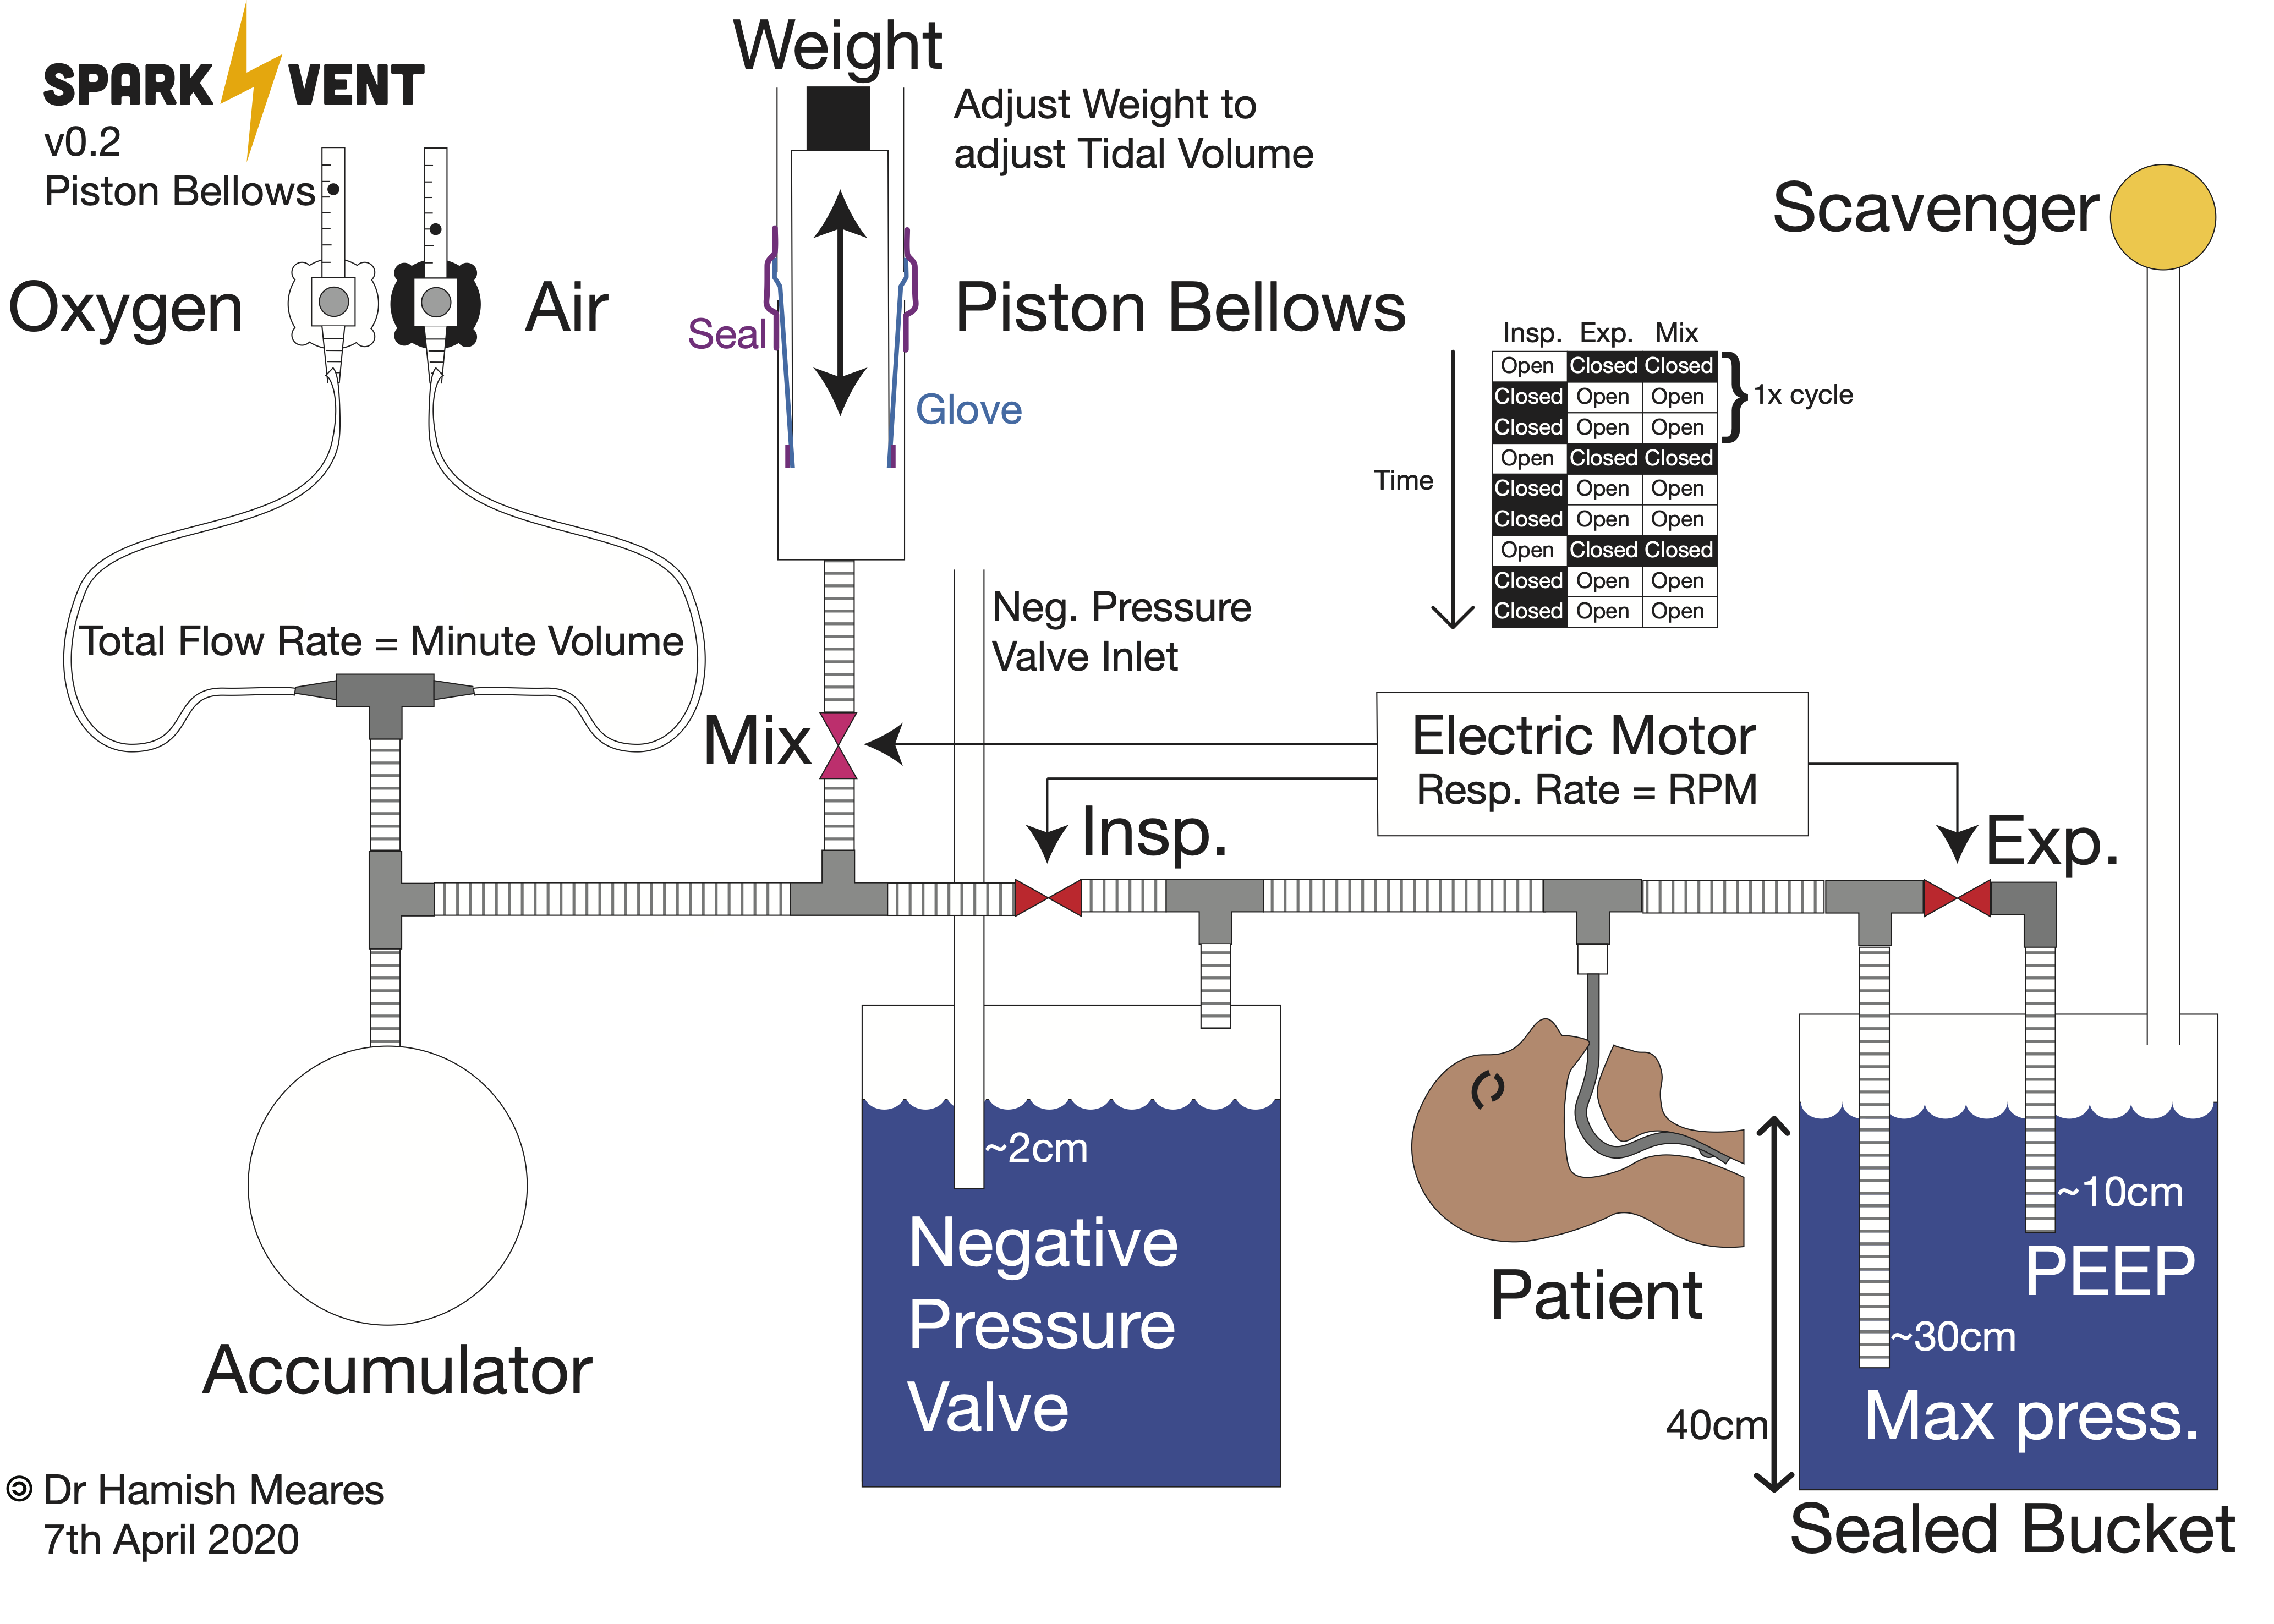 SPARK VENT
v0.2
Piston Bellows
Oxygen
Air
Weight
Adjust Weight to
adjust Tidal Volume
Seal
Piston Bellows
Glove
Scavenger
Insp. Exp. Mix
Open Closed Closed
Closed Open Open
Closed Open Open
Open Closed Closed
Closed Open Open
Closed Open Open
Open Closed Closed
Closed Open Open
Closed Open Open
1x cycle
Time
Total Flow Rate = Minute Volume
Neg. Pressure
Valve Inlet
Mix
Electric Motor
Resp. Rate = RPM
Insp.
Exp.
~2cm
Negative
Pressure
Valve
Patient
~10cm
PEEP
~30cm
Max press.
40cm
Sealed Bucket
Accumulator
🄯 Dr Hamish Meares
7th April 2020